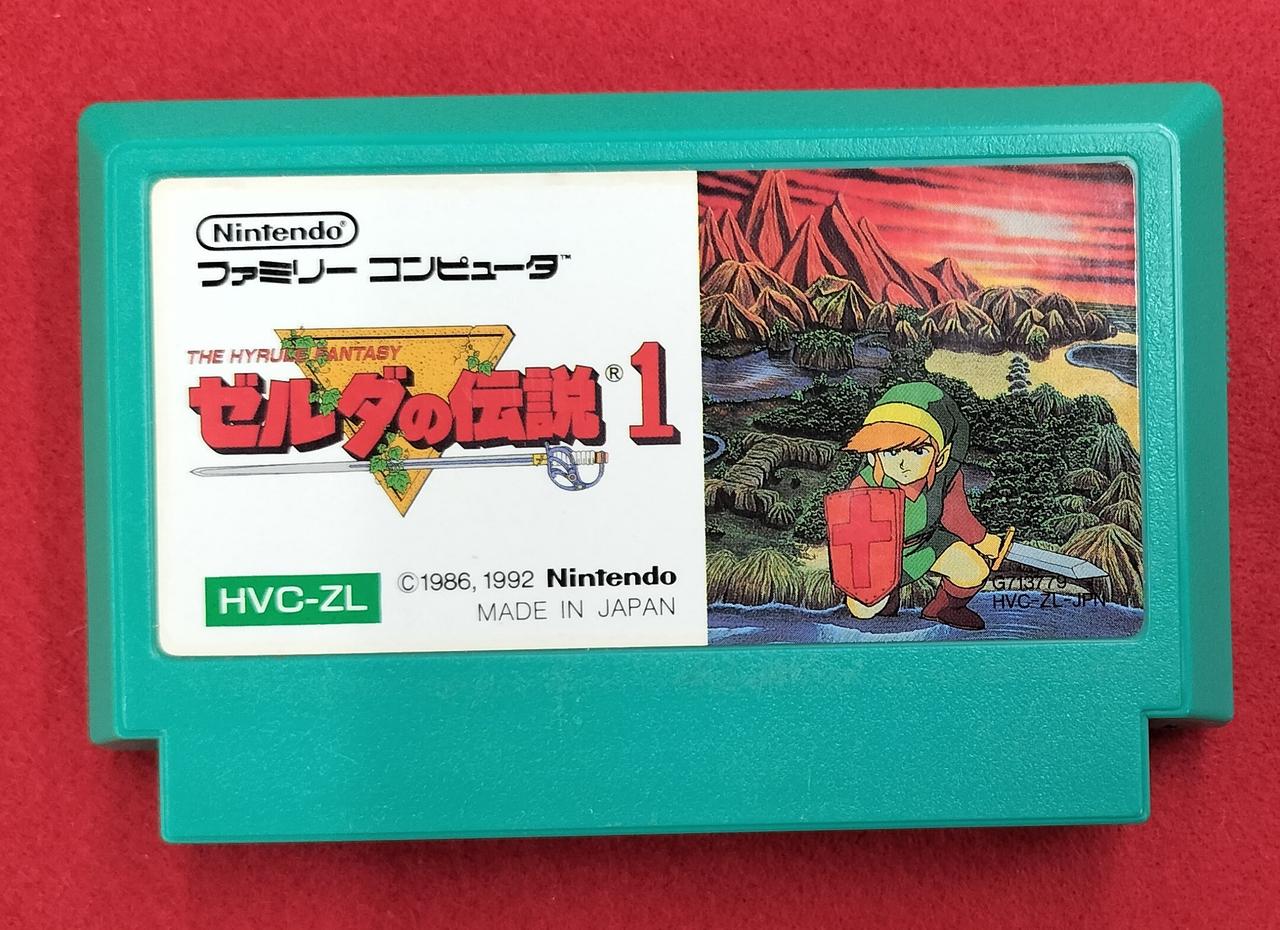 Nintendo®
ファミリー コンピュータ™
THE HYRULE FANTASY
ゼルダの伝説® 1
HVC-ZL
©1986, 1992 Nintendo
MADE IN JAPAN
G713779
HVC-ZL-JPN